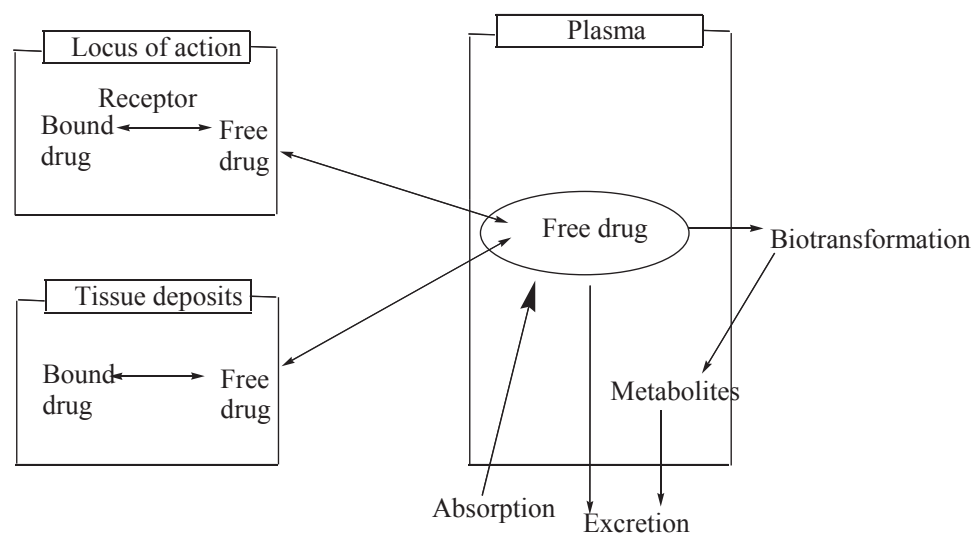 Locus of action
Receptor
Bound
drug
Free
drug
Tissue deposits
Bound
drug
Free
drug
Plasma
Free drug
Biotransformation
Metabolites
Absorption
Excretion